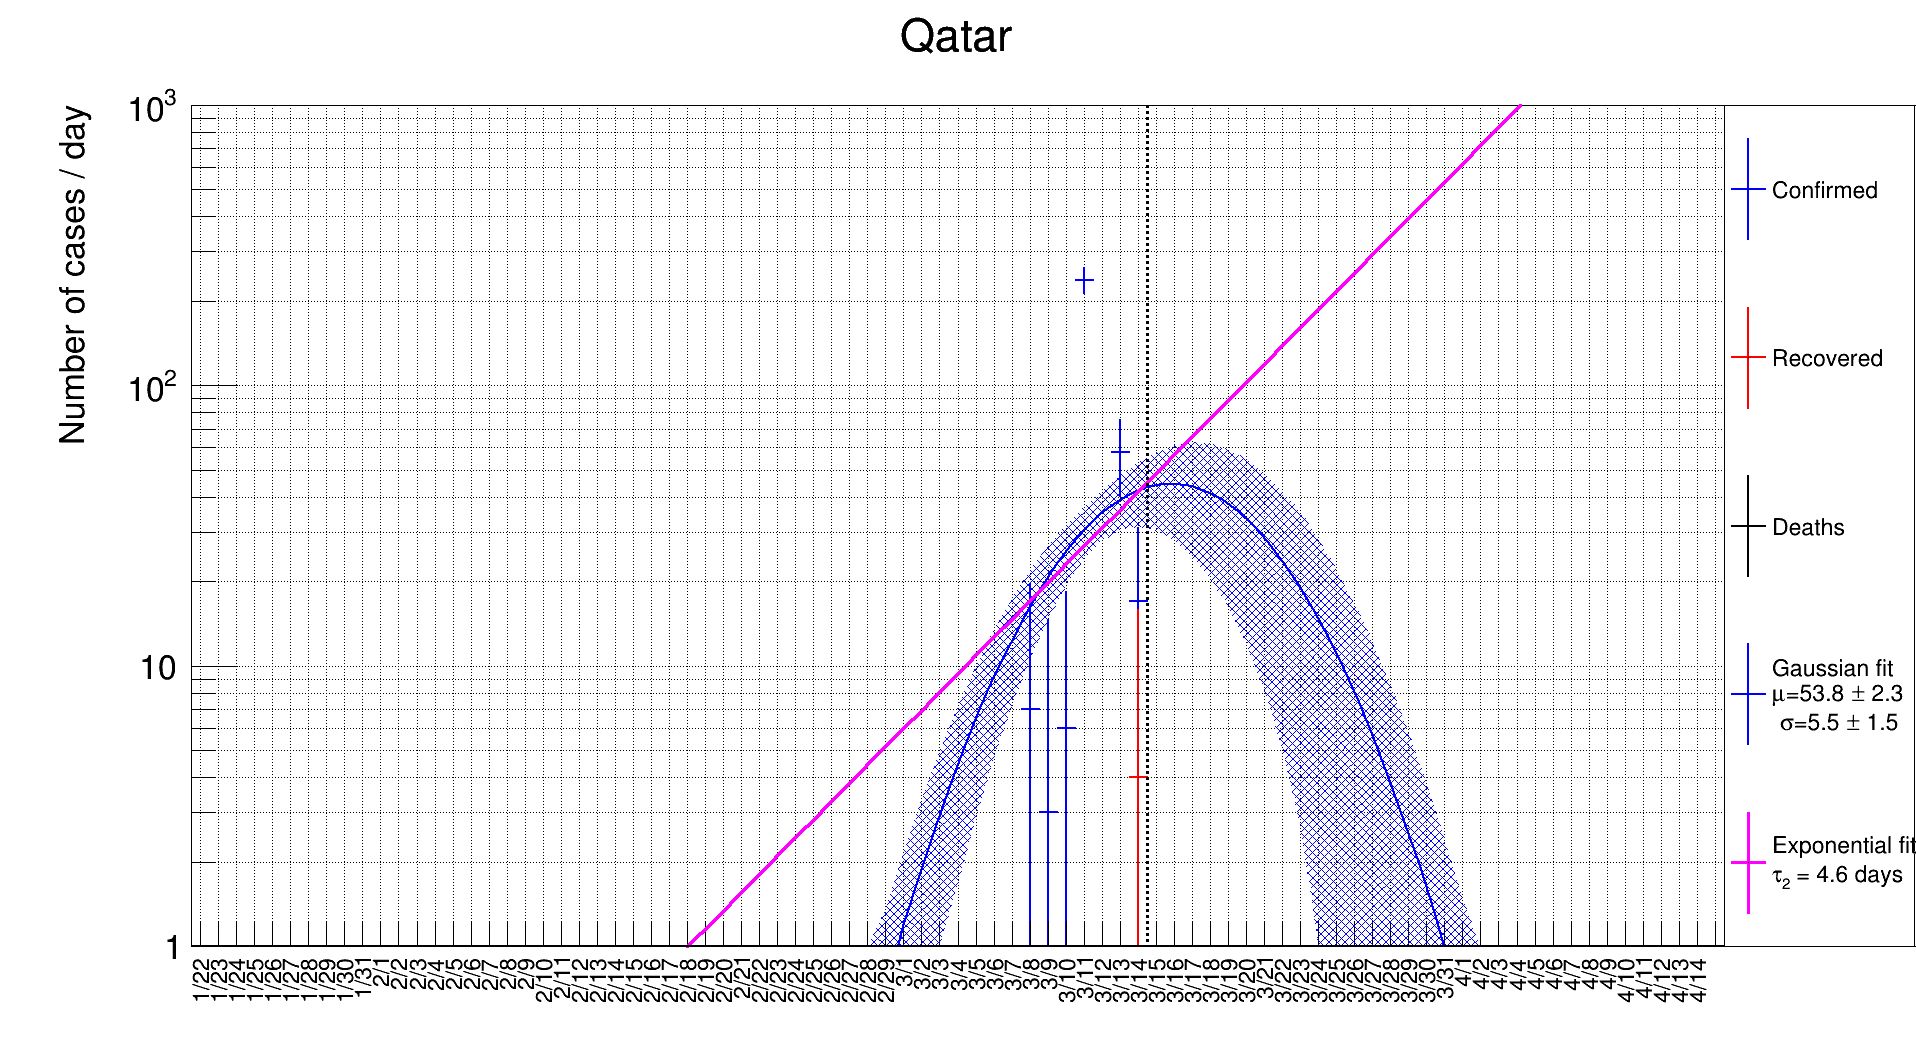 Qatar
Number of cases / day
10³
10²
10
1
1/22 1/23 1/24 1/25 1/26 1/27 1/28 1/29 1/30 1/31 2/1 2/2 2/3 2/4 2/5 2/6 2/7 2/8 2/9 2/10 2/11 2/12 2/13 2/14 2/15 2/16 2/17 2/18 2/19 2/20 2/21 2/22 2/23 2/24 2/25 2/26 2/27 2/28 2/29 3/1 3/2 3/3 3/4 3/5 3/6 3/7 3/8 3/9 3/10 3/11 3/12 3/13 3/14 3/15 3/16 3/17 3/18 3/19 3/20 3/21 3/22 3/23 3/24 3/25 3/26 3/27 3/28 3/29 3/30 3/31 4/1 4/2 4/3 4/4 4/5 4/6 4/7 4/8 4/9 4/10 4/11 4/12 4/13 4/14
Confirmed
Recovered
Deaths
Gaussian fit
μ=53.8 ± 2.3
σ=5.5 ± 1.5
Exponential fit
τ₂ = 4.6 days